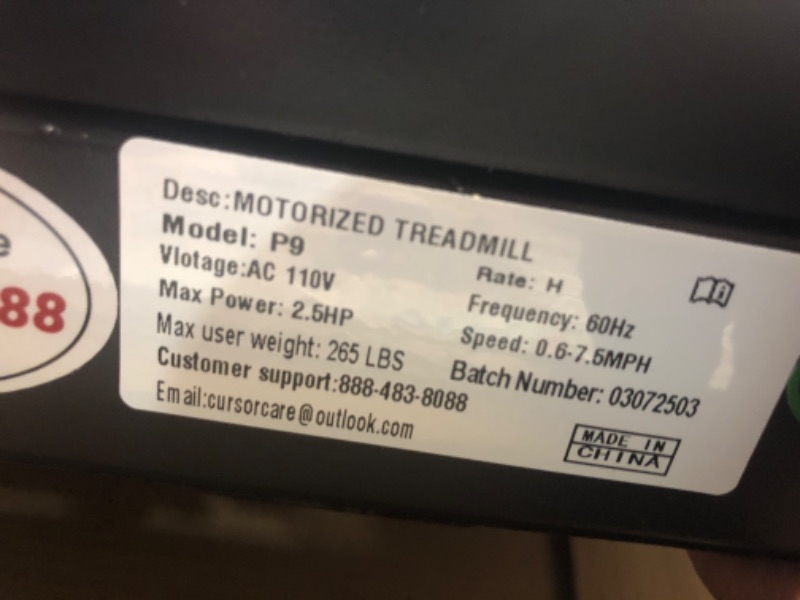 e
88
Desc:MOTORIZED TREADMILL
Model: P9
Vlotage:AC 110V
Rate: H
Max Power: 2.5HP
Frequency: 60Hz
Max user weight: 265 LBS
Speed: 0.6-7.5MPH
Customer support:888-483-8088
Batch Number: 03072503
Email:cursorcare@outlook.com
MADE IN
CHINA